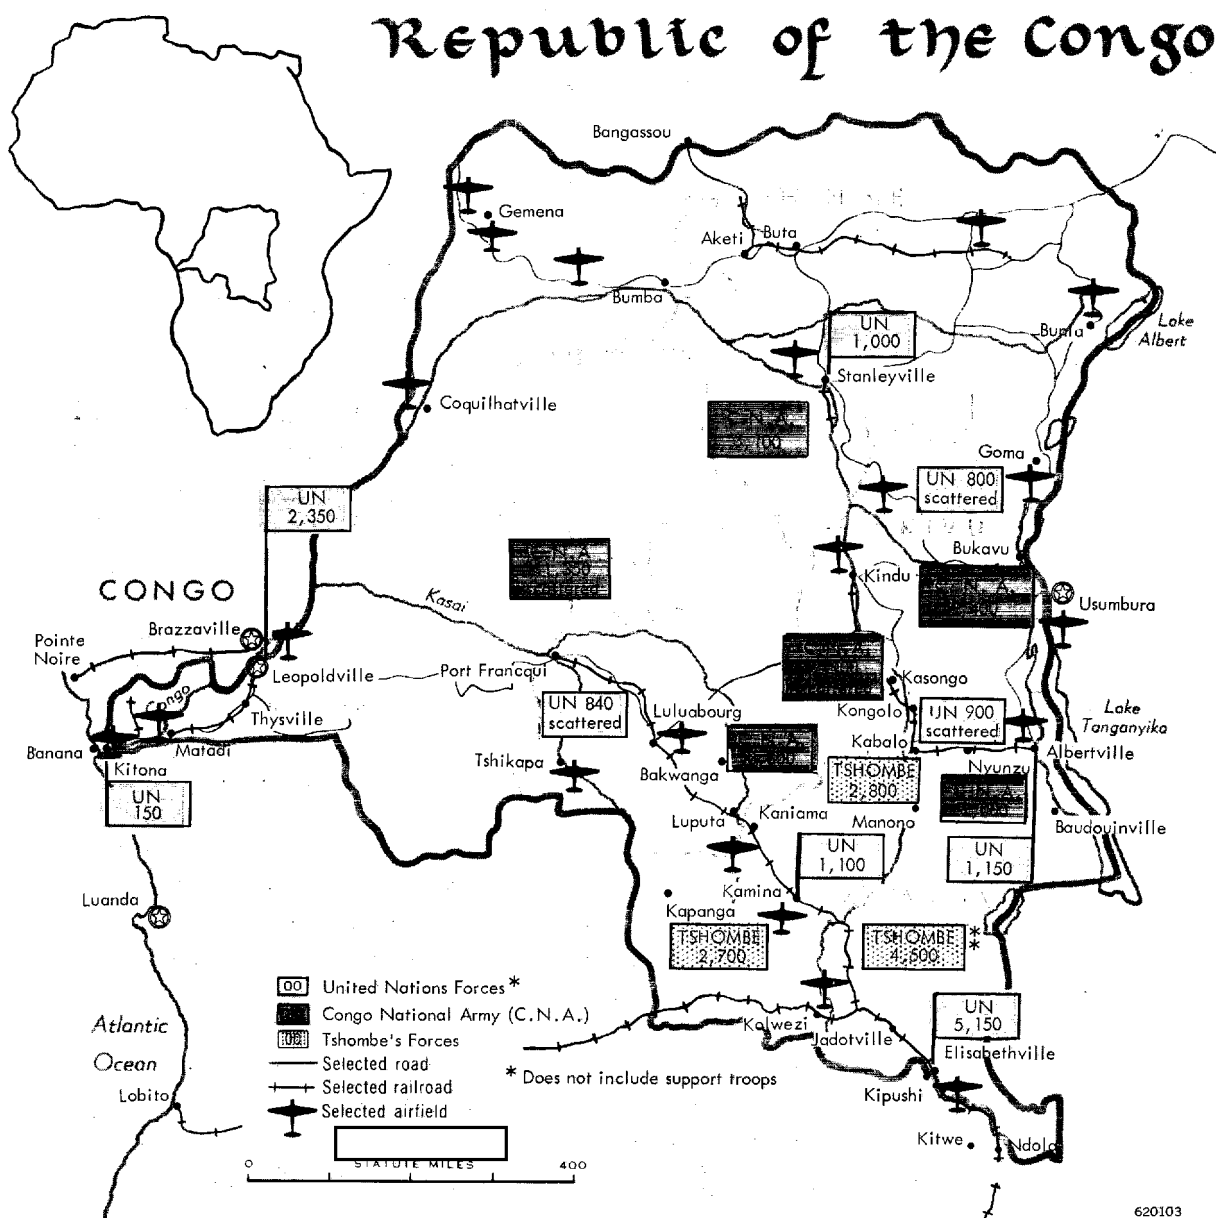 Republic of the Congo
Bangassou
Gemena
Aketi
Buta
Bumba
Bunia
Lake
Albert
UN
1,000
Stanleyville
Coquilhatville
Goma
UN 800
scattered
UN
2,350
Bukavu
Kindu
CONGO
Kasai
Usumbura
Brazzaville
Pointe
Noire
Leopoldville
Port Francqui
Kasongo
Congo
Thysville
UN 840
scattered
Luluabourg
Kongolo
UN 900
scattered
Lake
Tanganyika
Banana
Matadi
Kabalo
Albertville
Kitona
Tshikapa
Bakwanga
Nyunzu
TSHOMBE
2,800
UN
150
Luputa
Kaniama
Manono
Baudouinville
UN
1,100
UN
1,150
Luanda
Kamina
Kapanga
TSHOMBE
2,700
TSHOMBE
4,500
**
00 United Nations Forces*
Congo National Army (C.N.A.)
00 Tshombe's Forces
Selected road
Selected railroad
Selected airfield
Atlantic
Ocean
Lobito
UN
5,150
Kolwezi
Jadotville
Elisabethville
* Does not include support troops
Kipushi
Kitwe
Ndola
STATUTE MILES
0 400
620103